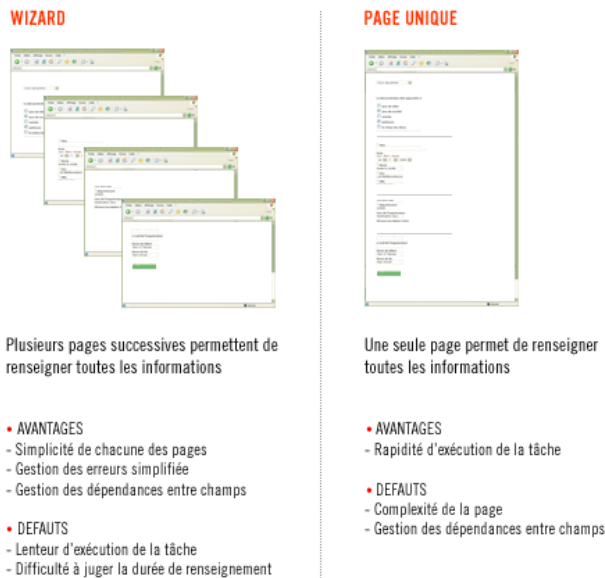 WIZARD
Plusieurs pages successives permettent de
renseigner toutes les informations
• AVANTAGES
- Simplicité de chacune des pages
- Gestion des erreurs simplifiée
- Gestion des dépendances entre champs
• DEFAUTS
- Lenteur d'exécution de la tâche
- Difficulté à juger la durée de renseignement
PAGE UNIQUE
Une seule page permet de renseigner
toutes les informations
• AVANTAGES
- Rapidité d'exécution de la tâche
• DEFAUTS
- Complexité de la page
- Gestion des dépendances entre champs